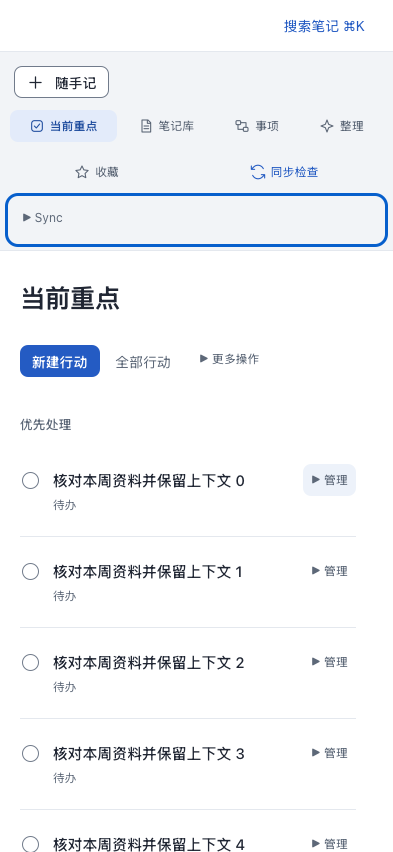 搜索笔记 ⌘K
随手记
当前重点 笔记库 事项 整理
收藏 同步检查
Sync
当前重点
新建行动 全部行动 更多操作
优先处理
核对本周资料并保留上下文 0 管理
待办
核对本周资料并保留上下文 1 管理
待办
核对本周资料并保留上下文 2 管理
待办
核对本周资料并保留上下文 3 管理
待办
核对本周资料并保留上下文 4 管理